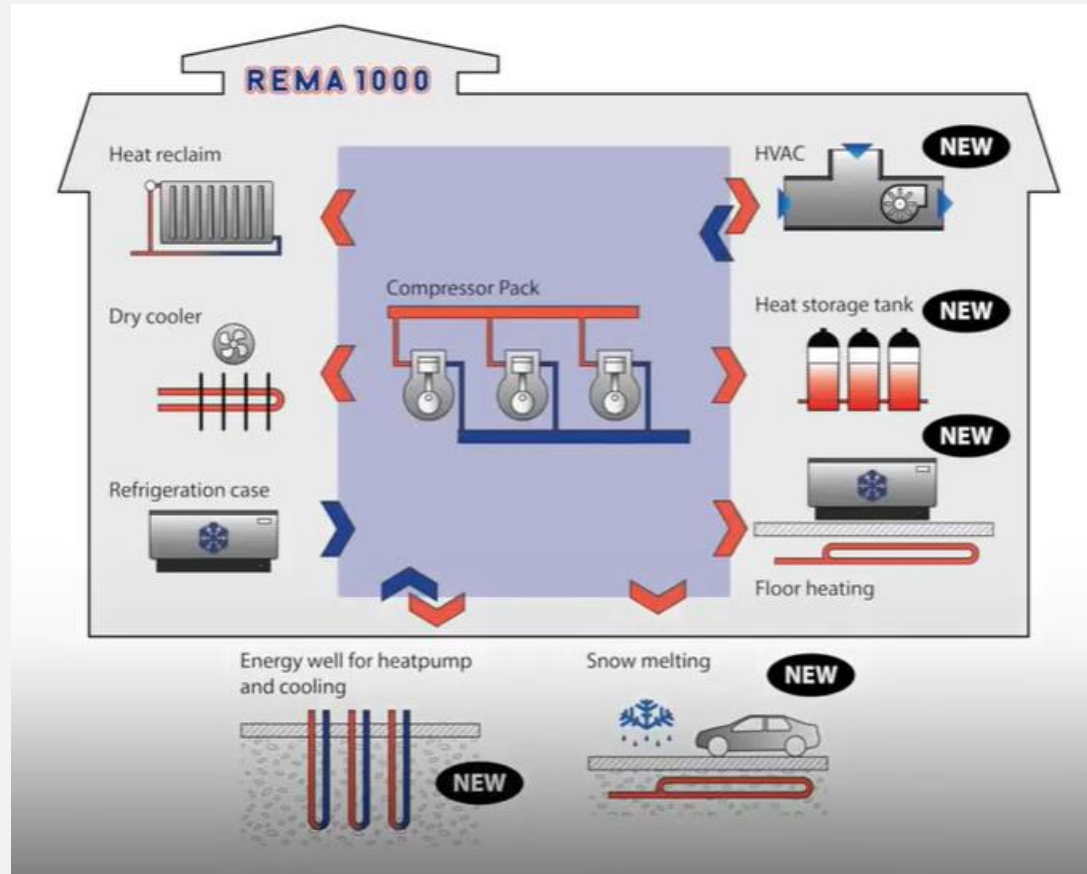 REMA 1000
Heat reclaim
HVAC
NEW
Compressor Pack
Dry cooler
Heat storage tank
NEW
NEW
Refrigeration case
Floor heating
Energy well for heatpump
and cooling
NEW
Snow melting
NEW